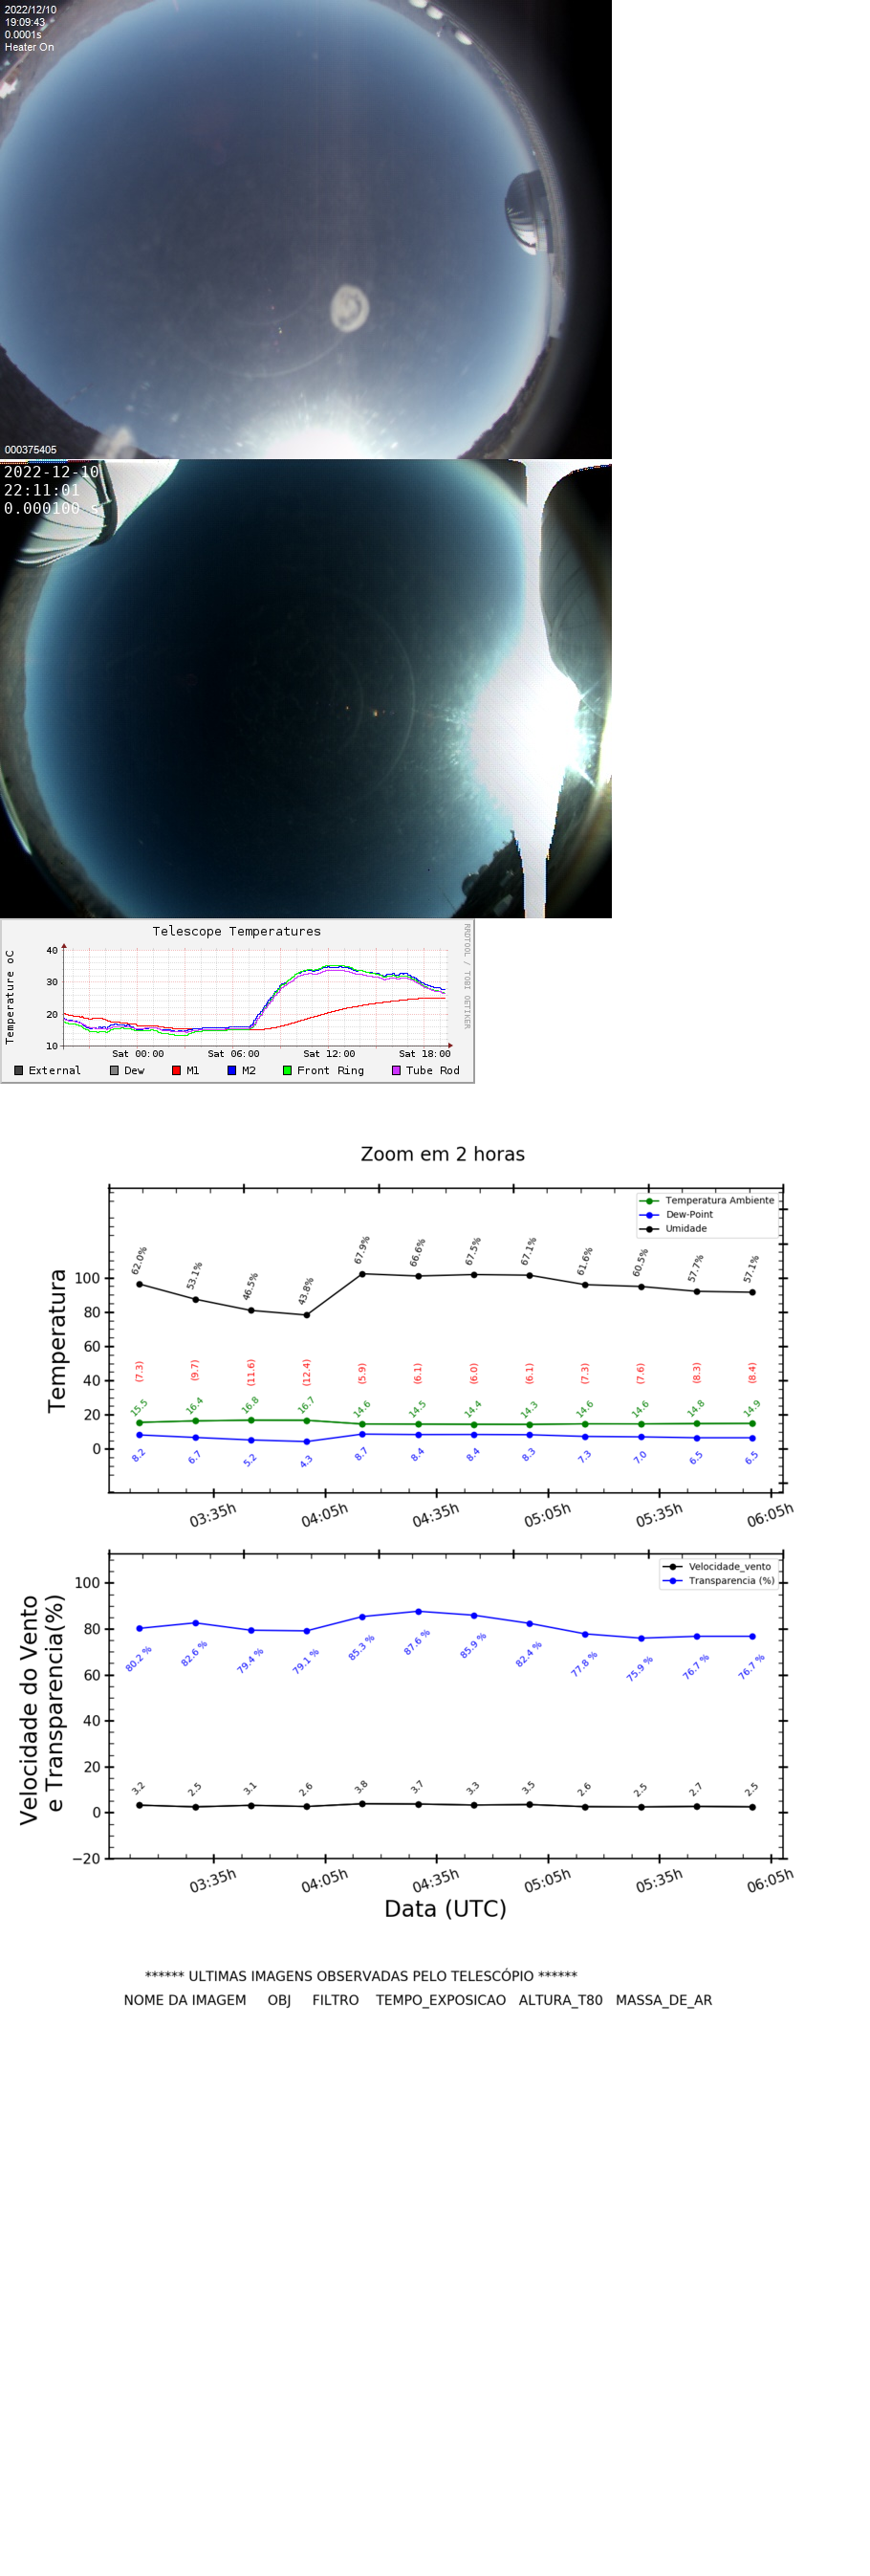 2022/12/10
19:09:43
0.0001s
Heater On
000375405
2022-12-10
22:11:01
0.000100 s
Telescope Temperatures
RRDTOOL / TOBI OETIKER
Temperature oC
40
30
20
10
Sat 00:00 Sat 06:00 Sat 12:00 Sat 18:00
External Dew M1 M2 Front Ring Tube Rod
Zoom em 2 horas
Temperatura Ambiente
Dew-Point
Umidade
Temperatura
100
80
60
40
20
0
62.0% 53.1% 46.5% 43.8% 67.9% 66.6% 67.5% 67.1% 61.6% 60.5% 57.7% 57.1%
(7.3) (9.7) (11.6) (12.4) (5.9) (6.1) (6.0) (6.1) (7.3) (7.6) (8.3) (8.4)
15.5 16.4 16.8 16.7 14.6 14.5 14.4 14.3 14.6 14.6 14.8 14.9
8.2 6.7 5.2 4.3 8.7 8.4 8.4 8.3 7.3 7.0 6.5 6.5
03:35h 04:05h 04:35h 05:05h 05:35h 06:05h
Velocidade_vento
Transparencia (%)
Velocidade do Vento
e Transparencia(%)
100
80
60
40
20
0
−20
80.2 % 82.6 % 79.4 % 79.1 % 85.3 % 87.6 % 85.9 % 82.4 % 77.8 % 75.9 % 76.7 % 76.7 %
3.2 2.5 3.1 2.6 3.8 3.7 3.3 3.5 2.6 2.5 2.7 2.5
03:35h 04:05h 04:35h 05:05h 05:35h 06:05h
Data (UTC)
****** ULTIMAS IMAGENS OBSERVADAS PELO TELESCÓPIO ******
NOME DA IMAGEM OBJ FILTRO TEMPO_EXPOSICAO ALTURA_T80 MASSA_DE_AR